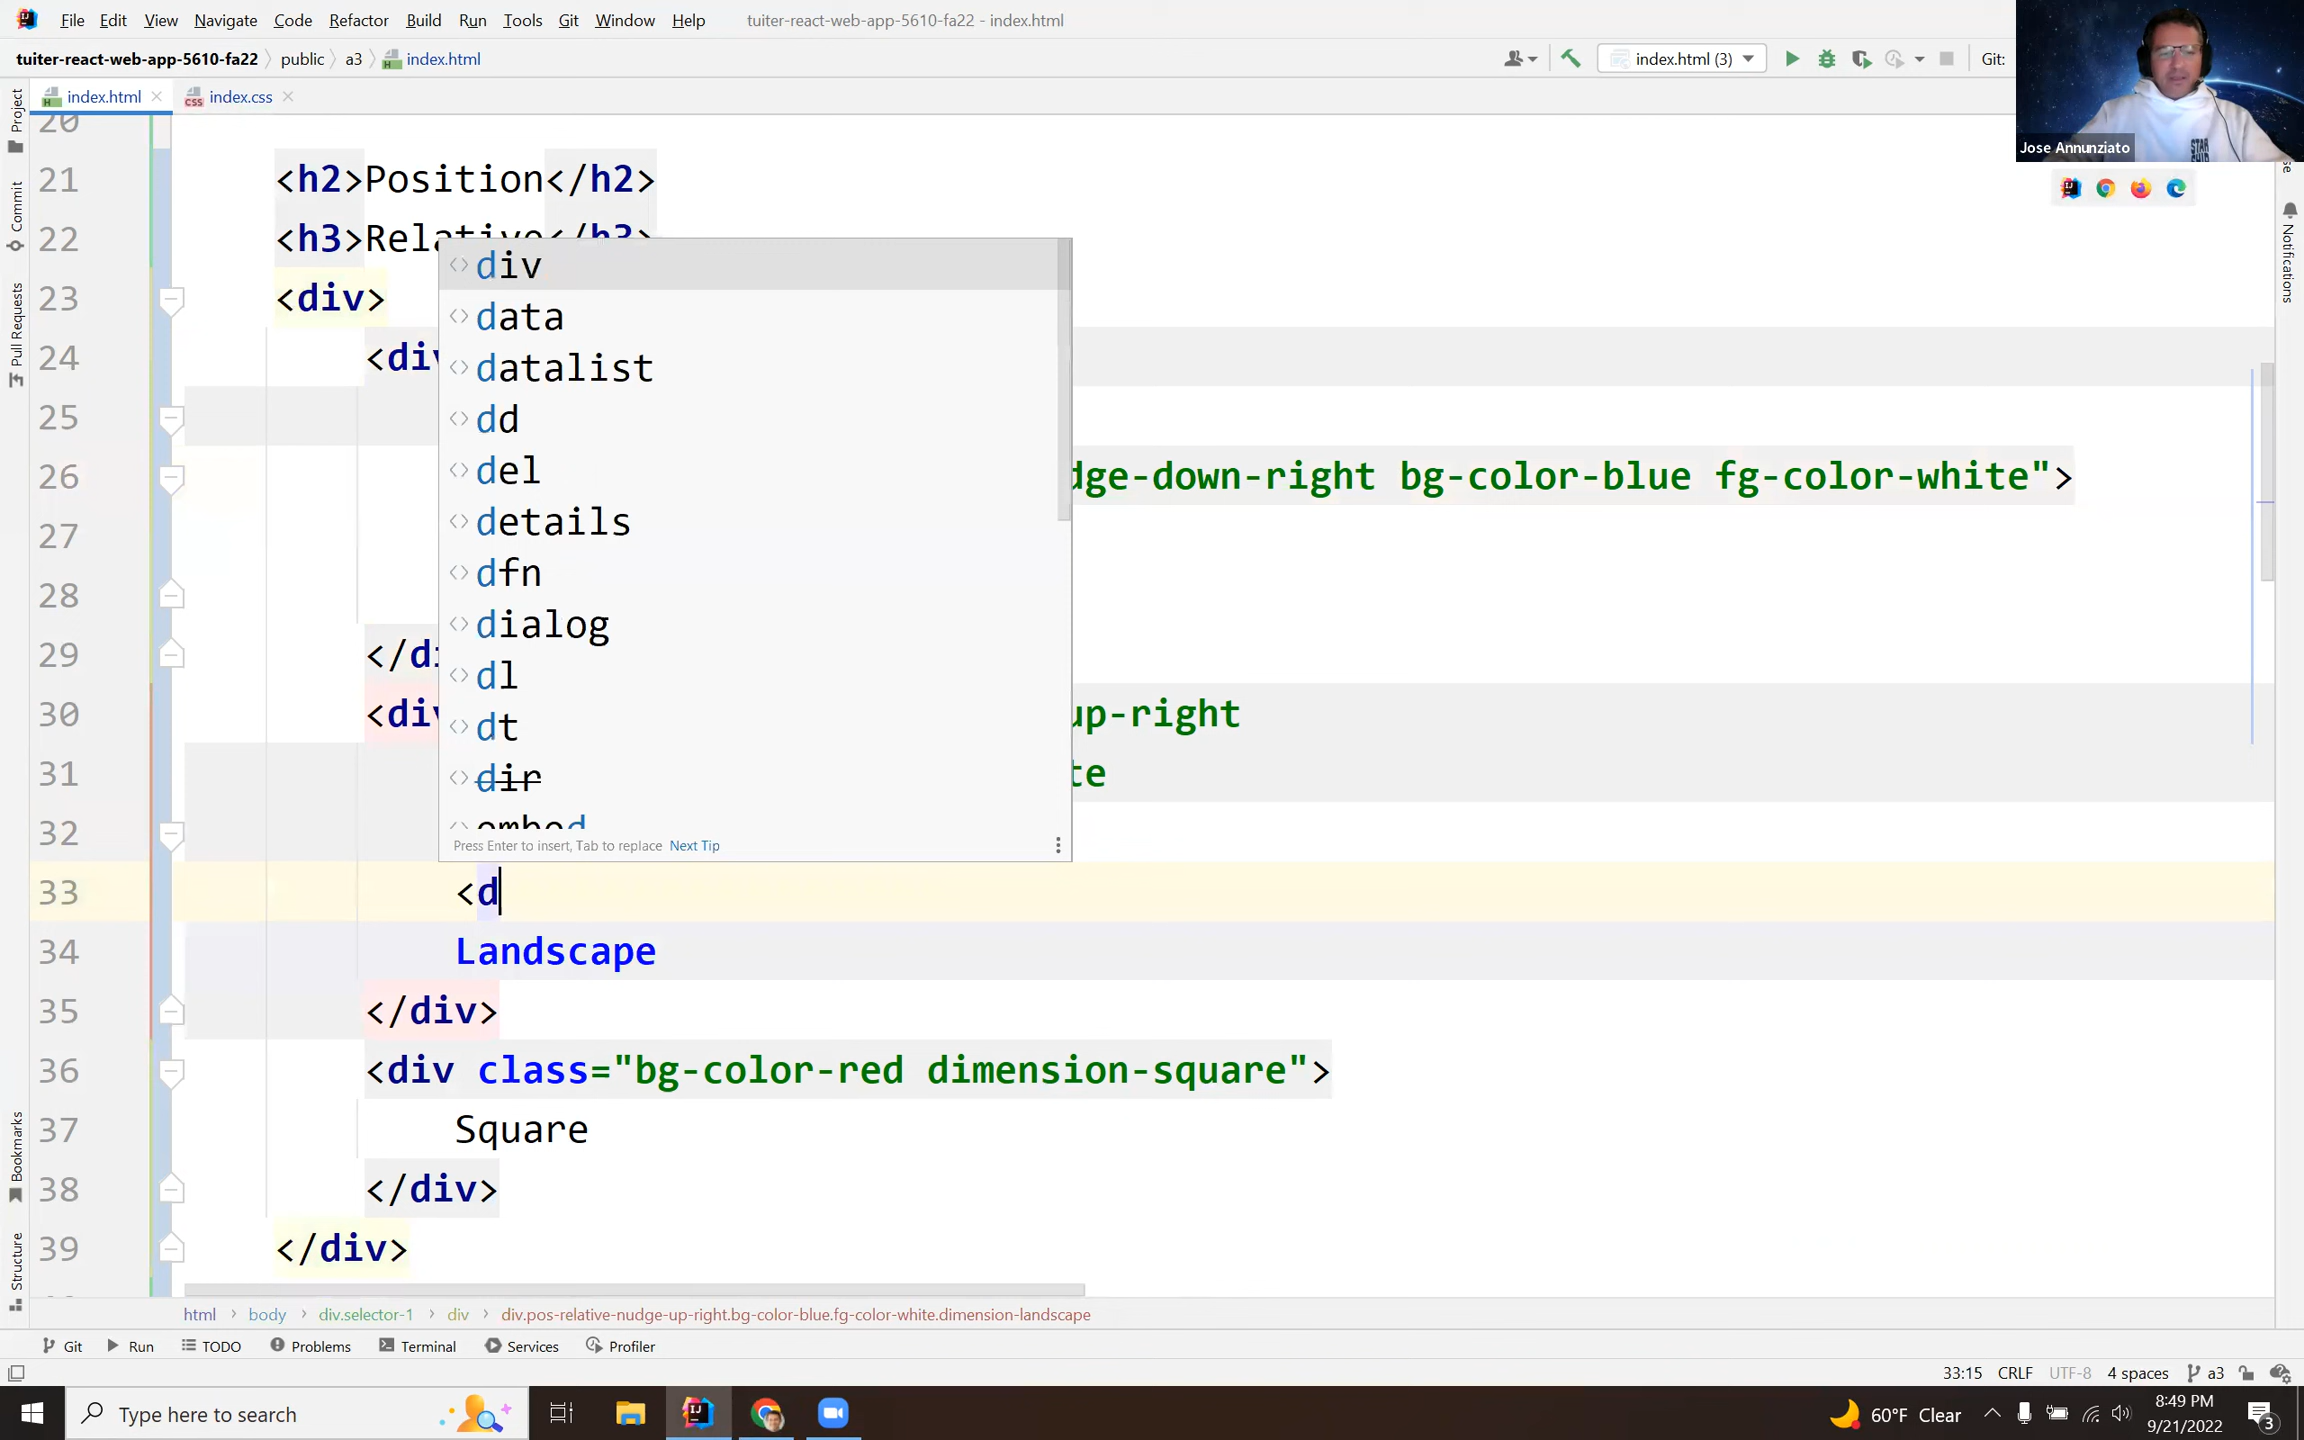 File Edit View Navigate Code Refactor Build Run Tools Git Window Help tuiter-react-web-app-5610-fa22 - index.html
tuiter-react-web-app-5610-fa22 public a3 index.html index.html (3) Git:
index.html index.css
Jose Annunziato
Project
Commit
Pull Requests
Bookmarks
Structure
Notifications
20
21 <h2>Position</h2>
22 <h3>Relative</h3>
23 <div>
24 <div
25
26 dge-down-right bg-color-blue fg-color-white">
27
28
29 </di
30 <div up-right
31 te
32
33 <d
34 Landscape
35 </div>
36 <div class="bg-color-red dimension-square">
37 Square
38 </div>
39 </div>
div
data
datalist
dd
del
details
dfn
dialog
dl
dt
dir
embed
Press Enter to insert, Tab to replace Next Tip
html body div.selector-1 div div.pos-relative-nudge-up-right.bg-color-blue.fg-color-white.dimension-landscape
Git Run TODO Problems Terminal Services Profiler
33:15 CRLF UTF-8 4 spaces a3
Type here to search 60°F Clear 8:49 PM
9/21/2022
3